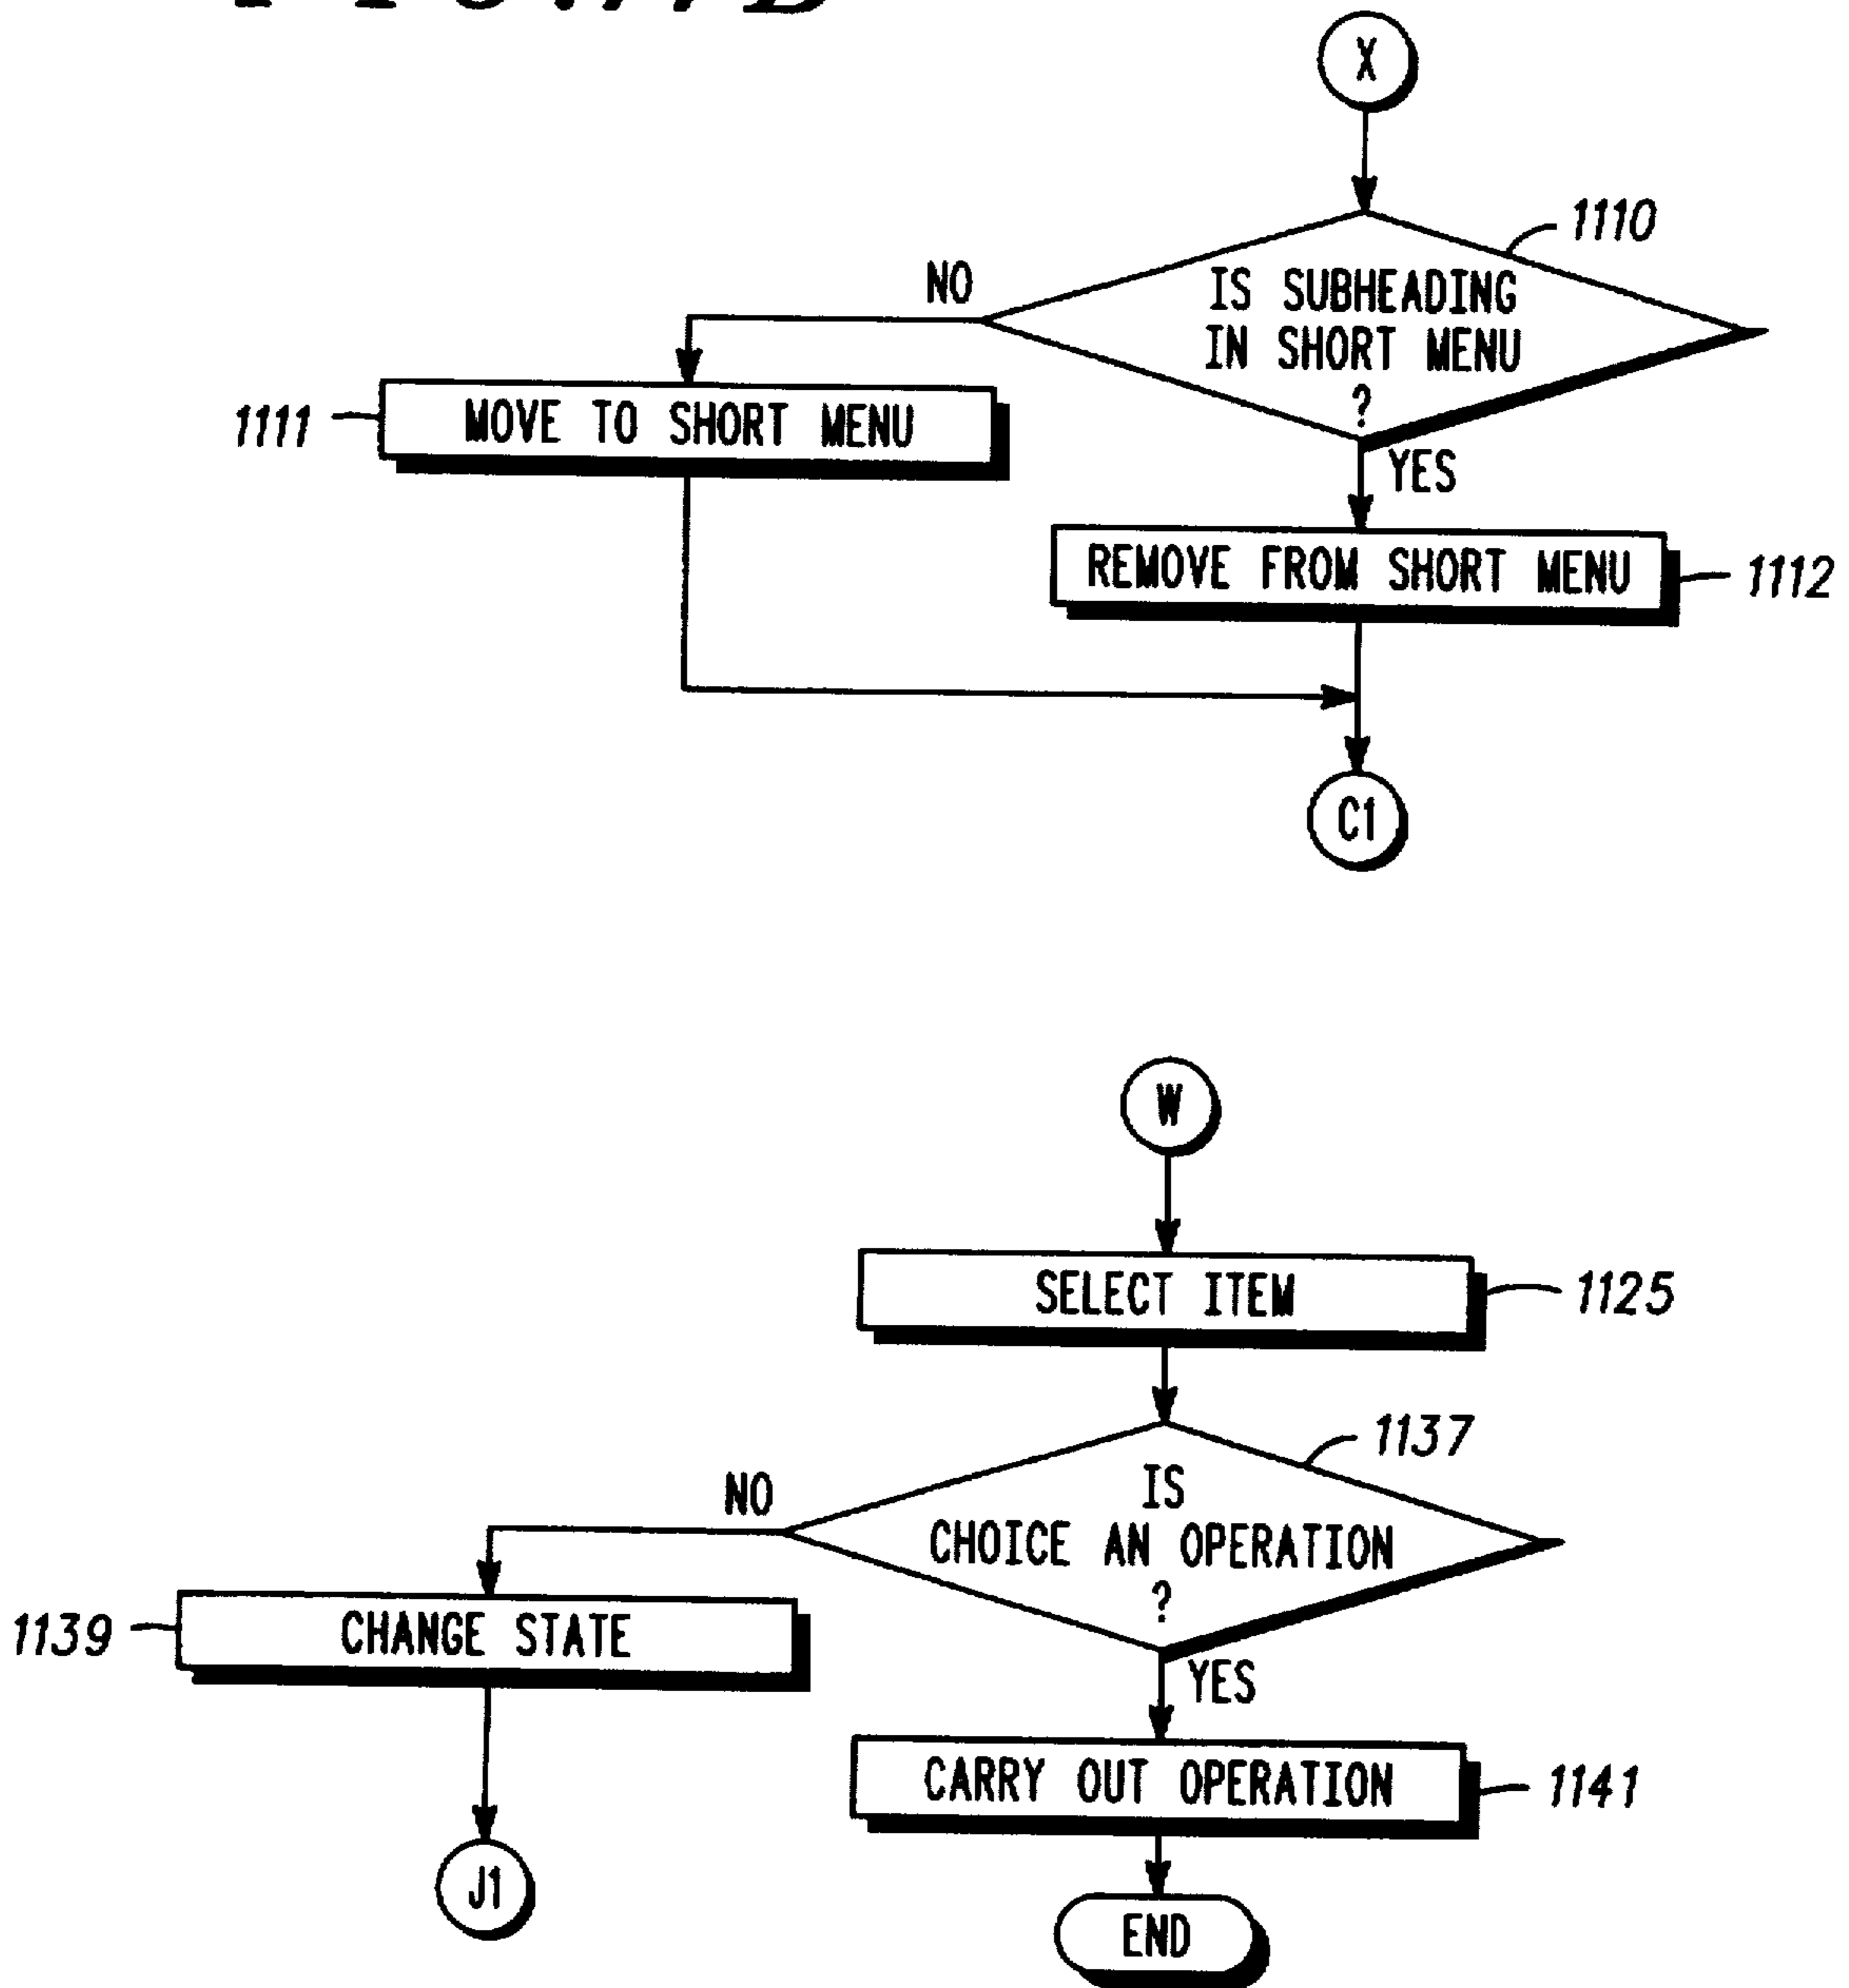 X
1110
NO
IS SUBHEADING
IN SHORT MENU
?
1111
MOVE TO SHORT MENU
YES
REMOVE FROM SHORT MENU
1112
C1
W
SELECT ITEM
1125
1137
NO
IS
CHOICE AN OPERATION
?
1139
CHANGE STATE
YES
CARRY OUT OPERATION
1141
J1
END